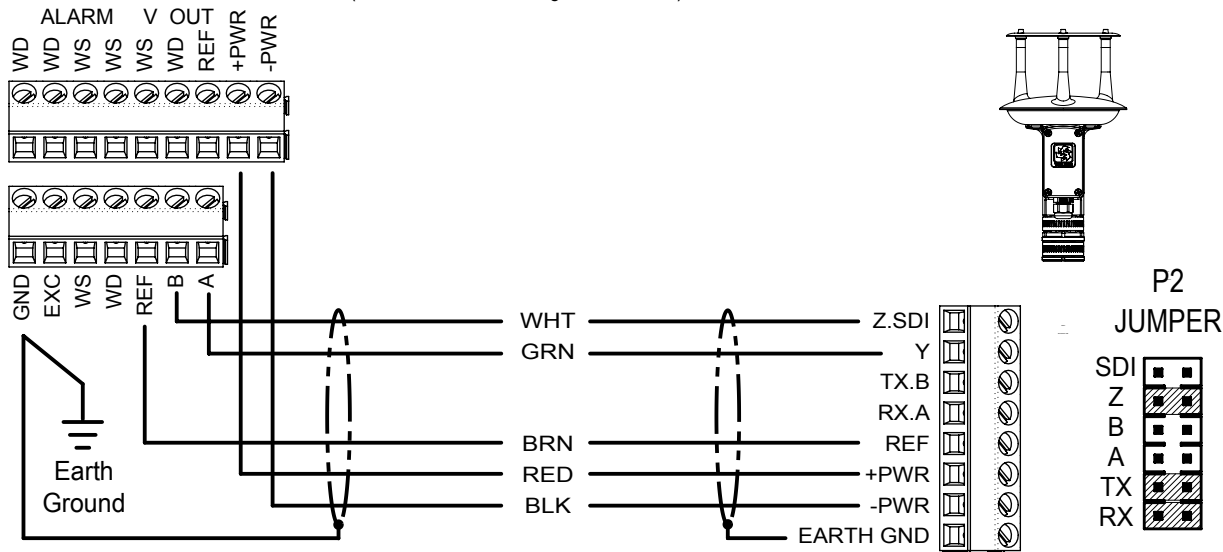 ALARM V OUT
WD WD WS WS WS WD REF +PWR -PWR
GND EXC WS WD REF B A
Earth
Ground
WHT
GRN
BRN
RED
BLK
Z.SDI
Y
TX.B
RX.A
REF
+PWR
-PWR
EARTH GND
P2
JUMPER
SDI
Z
B
A
TX
RX